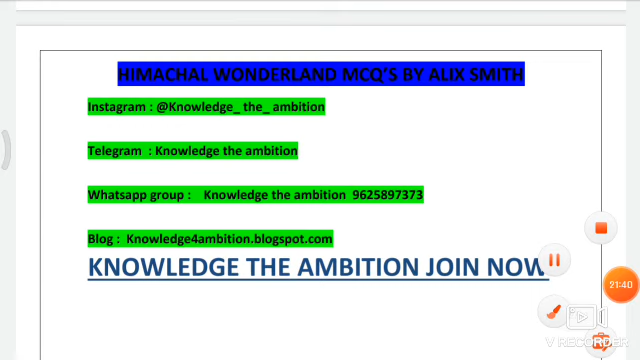 HIMACHAL WONDERLAND MCQ'S BY ALIX SMITH
Instagram : @Knowledge_ the_ ambition
Telegram : Knowledge the ambition
Whatsapp group : Knowledge the ambition 9625897373
Blog : Knowledge4ambition.blogspot.com
KNOWLEDGE THE AMBITION JOIN NOW
21:40
V RECORDER